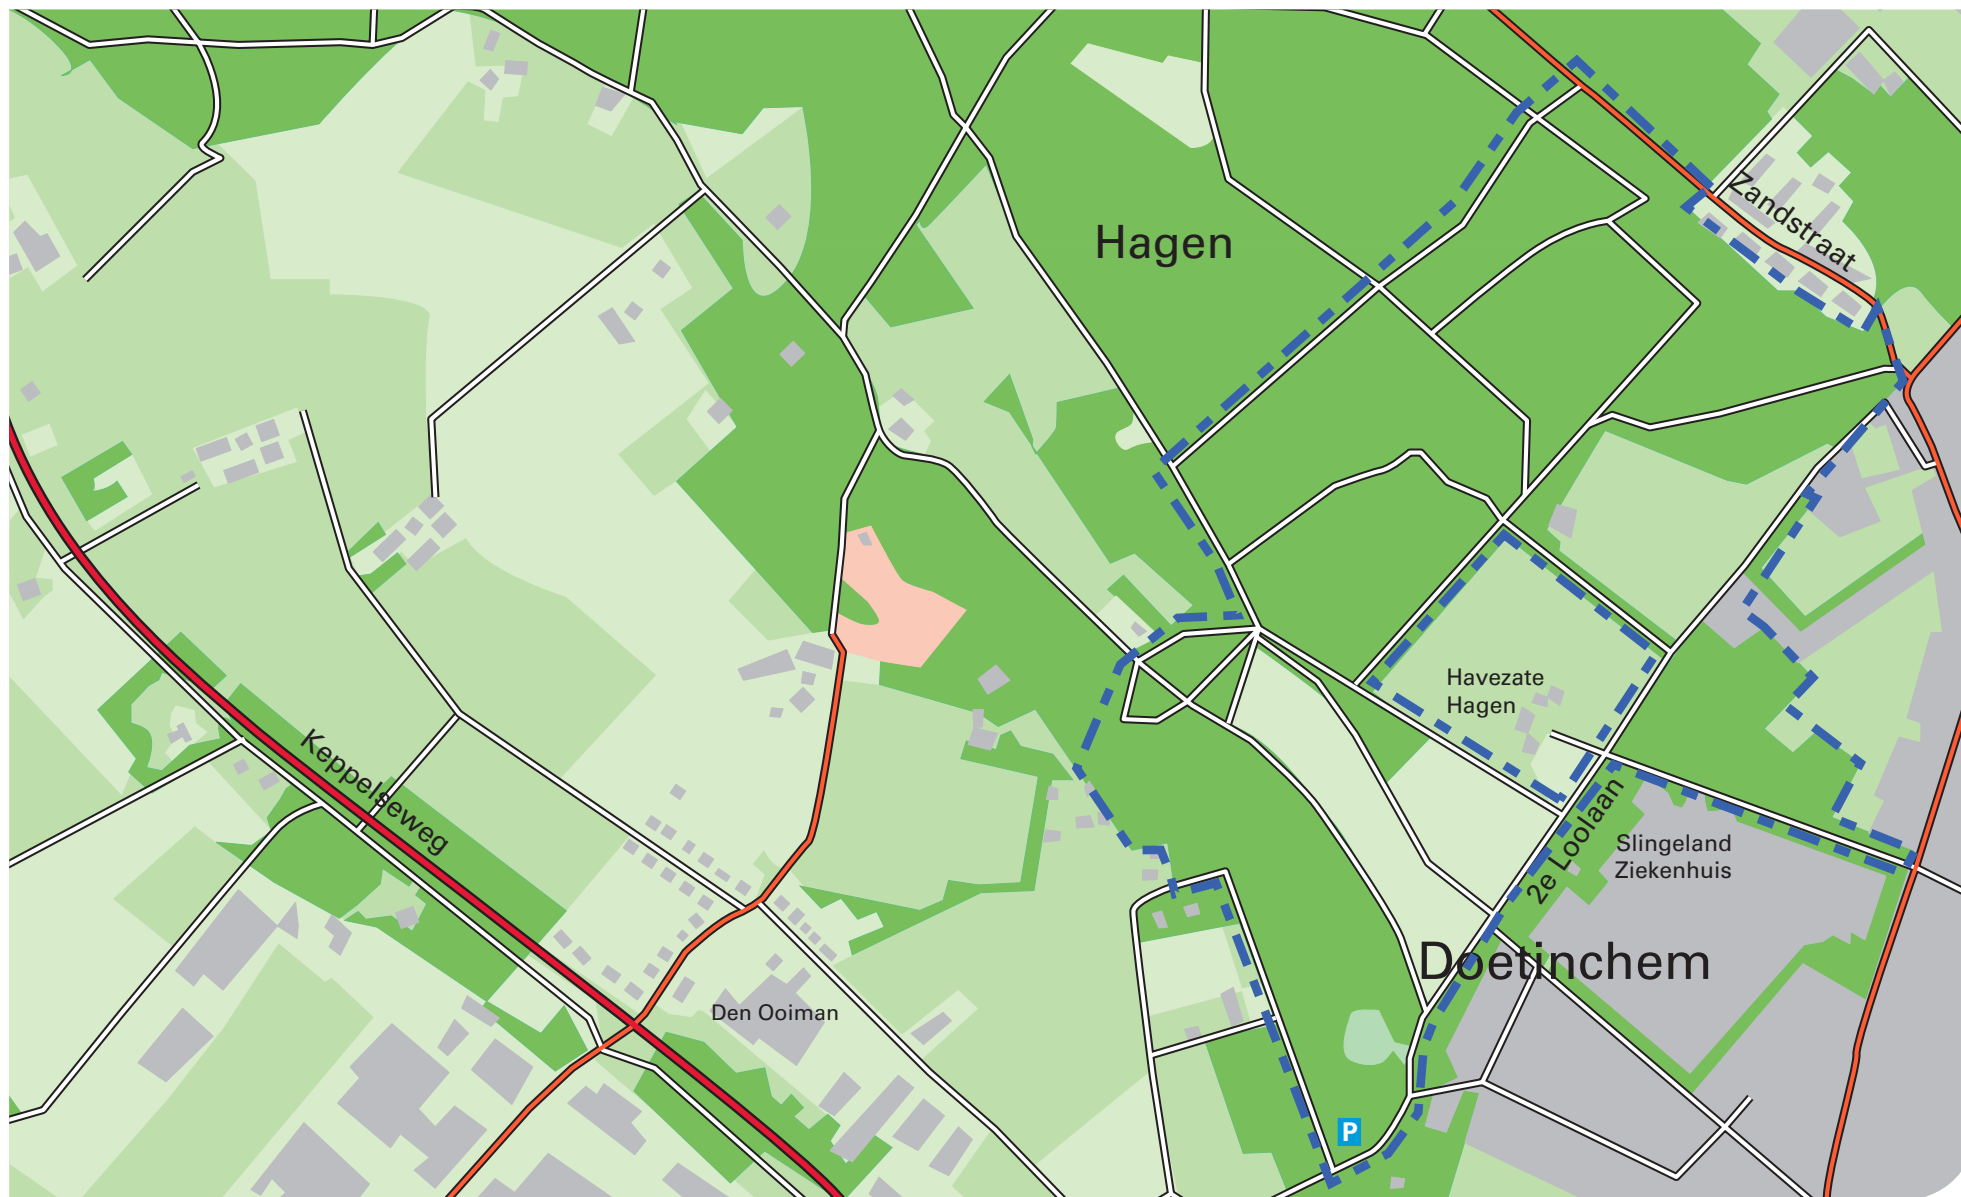 Zandstraat
Hagen
Havezate
Hagen
Keppelseweg
2e Loolaan
Slingeland
Ziekenhuis
Doetinchem
Den Ooiman
P